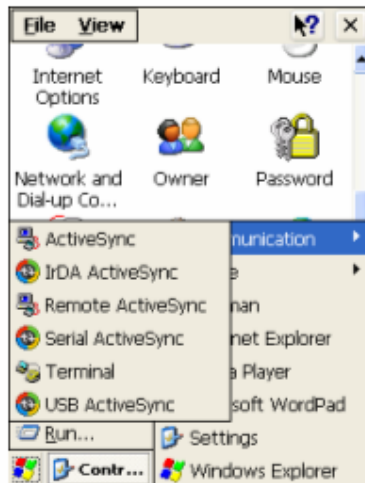 File View
Internet Options Keyboard Mouse
Network and Dial-up Co... Owner Password
ActiveSync
munication
IrDA ActiveSync
Remote ActiveSync
man
Serial ActiveSync
net Explorer
Terminal
a Player
USB ActiveSync
soft WordPad
Run...
Settings
Contr...
Windows Explorer